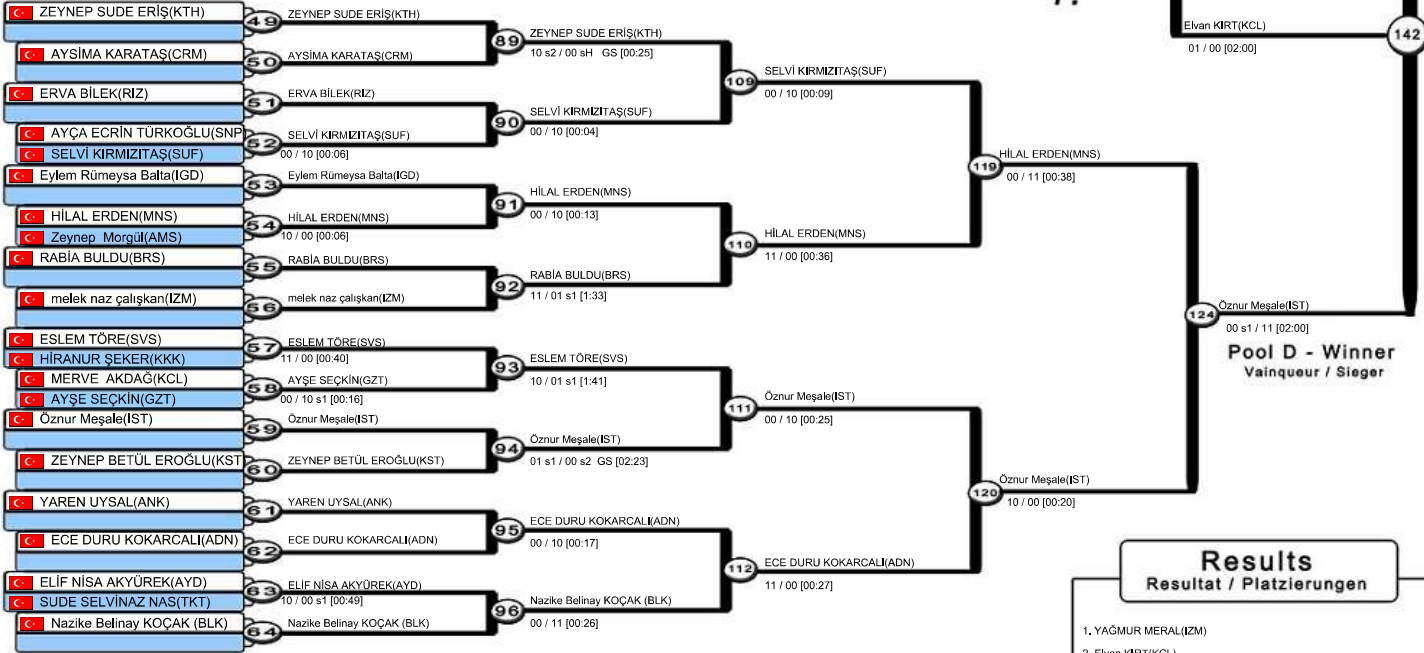 ZEYNEP SUDE ERİŞ(KTH)
AYSİMA KARATAŞ(CRM)
ERVA BİLEK(RIZ)
AYÇA ECRİN TÜRKOĞLU(SNP
SELVİ KIRMIZITAŞ(SUF)
Eylem Rümeysa Balta(IGD)
HİLAL ERDEN(MNS)
Zeynep Morgül(AMS)
RABİA BULDU(BRS)
melek naz çalışkan(IZM)
ESLEM TÖRE(SVS)
HİRANUR ŞEKER(KKK)
MERVE AKDAĞ(KCL)
AYŞE SEÇKİN(GZT)
Öznur Meşale(İST)
ZEYNEP BETÜL EROĞLU(KST
YAREN UYSAL(ANK)
ECE DURU KOKARCALI(ADN)
ELİF NİSA AKYÜREK(AYD)
SUDE SELVİNAZ NAS(TKT)
Nazike Belinay KOÇAK (BLK)
49 ZEYNEP SUDE ERİŞ(KTH)
50 AYSİMA KARATAŞ(CRM)
51 ERVA BİLEK(RIZ)
52 SELVİ KIRMIZITAŞ(SUF)
00 / 10 [00:06]
53 Eylem Rümeysa Balta(IGD)
54 HİLAL ERDEN(MNS)
10 / 00 [00:06]
55 RABİA BULDU(BRS)
56 melek naz çalışkan(IZM)
57 ESLEM TÖRE(SVS)
11 / 00 [00:40]
58 AYŞE SEÇKİN(GZT)
00 / 10 s1 [00:16]
59 Öznur Meşale(İST)
60 ZEYNEP BETÜL EROĞLU(KST)
61 YAREN UYSAL(ANK)
62 ECE DURU KOKARCALI(ADN)
63 ELİF NİSA AKYÜREK(AYD)
10 / 00 s1 [00:49]
64 Nazike Belinay KOÇAK (BLK)
89 ZEYNEP SUDE ERİŞ(KTH)
10 s2 / 00 sH GS [00:25]
90 SELVİ KIRMIZITAŞ(SUF)
00 / 10 [00:04]
91 HİLAL ERDEN(MNS)
00 / 10 [00:13]
92 RABİA BULDU(BRS)
11 / 01 s1 [1:33]
93 ESLEM TÖRE(SVS)
10 / 01 s1 [1:41]
94 Öznur Meşale(İST)
01 s1 / 00 s2 GS [02:23]
95 ECE DURU KOKARCALI(ADN)
00 / 10 [00:17]
96 Nazike Belinay KOÇAK (BLK)
00 / 11 [00:26]
109 SELVİ KIRMIZITAŞ(SUF)
00 / 10 [00:09]
110 HİLAL ERDEN(MNS)
11 / 00 [00:36]
111 Öznur Meşale(İST)
00 / 10 [00:25]
112 ECE DURU KOKARCALI(ADN)
11 / 00 [00:27]
119 HİLAL ERDEN(MNS)
00 / 11 [00:38]
120 Öznur Meşale(İST)
10 / 00 [00:20]
124 Öznur Meşale(İST)
00 s1 / 11 [02:00]
Pool D - Winner
Vainqueur / Sieger
Elvan KIRT(KCL)
01 / 00 [02:00]
142
Results
Resultat / Platzierungen
1. YAĞMUR MERAL(IZM)
2. Elvan KIRT(KCL)